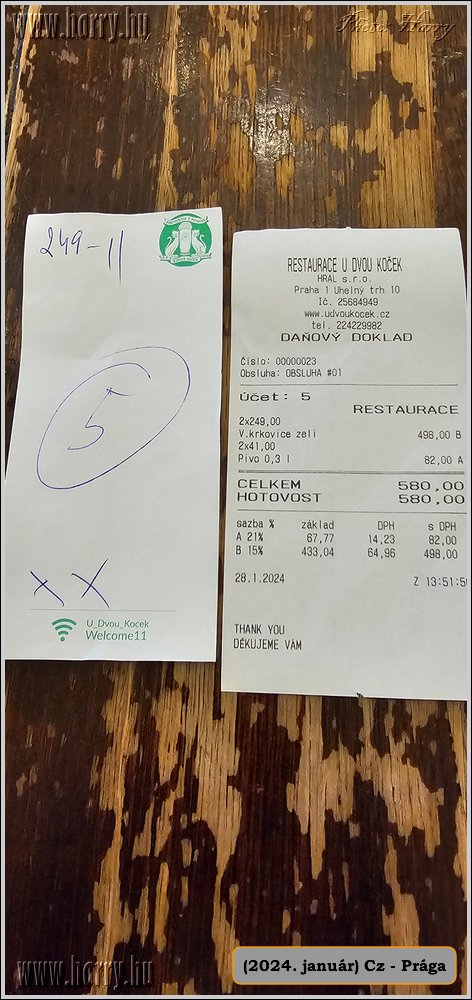 www.horry.hu
Photo: Harry
249-11
5
X X
U_Dvou_Kocek
Welcome11
RESTAURACE U DVOU KOČEK
HRAL s.r.o.
Praha 1 Uhelný trh 10
Ič. 25684949
www.udvoukocek.cz
tel. 224229982
DAŇOVÝ DOKLAD
Číslo: 00000023
Obsluha: OBSLUHA #01
Účet: 5
RESTAURACE
2x249,00
V.krkovice zelí 498,00 B
2x41,00
Pivo 0,3 l 82,00 A
CELKEM 580,00
HOTOVOST 580,00
sazba % základ DPH s DPH
A 21% 67,77 14,23 82,00
B 15% 433,04 64,96 498,00
28.1.2024 Z 13:51:5
THANK YOU
DĚKUJEME VÁM
www.horry.hu
(2024. január) Cz - Prága